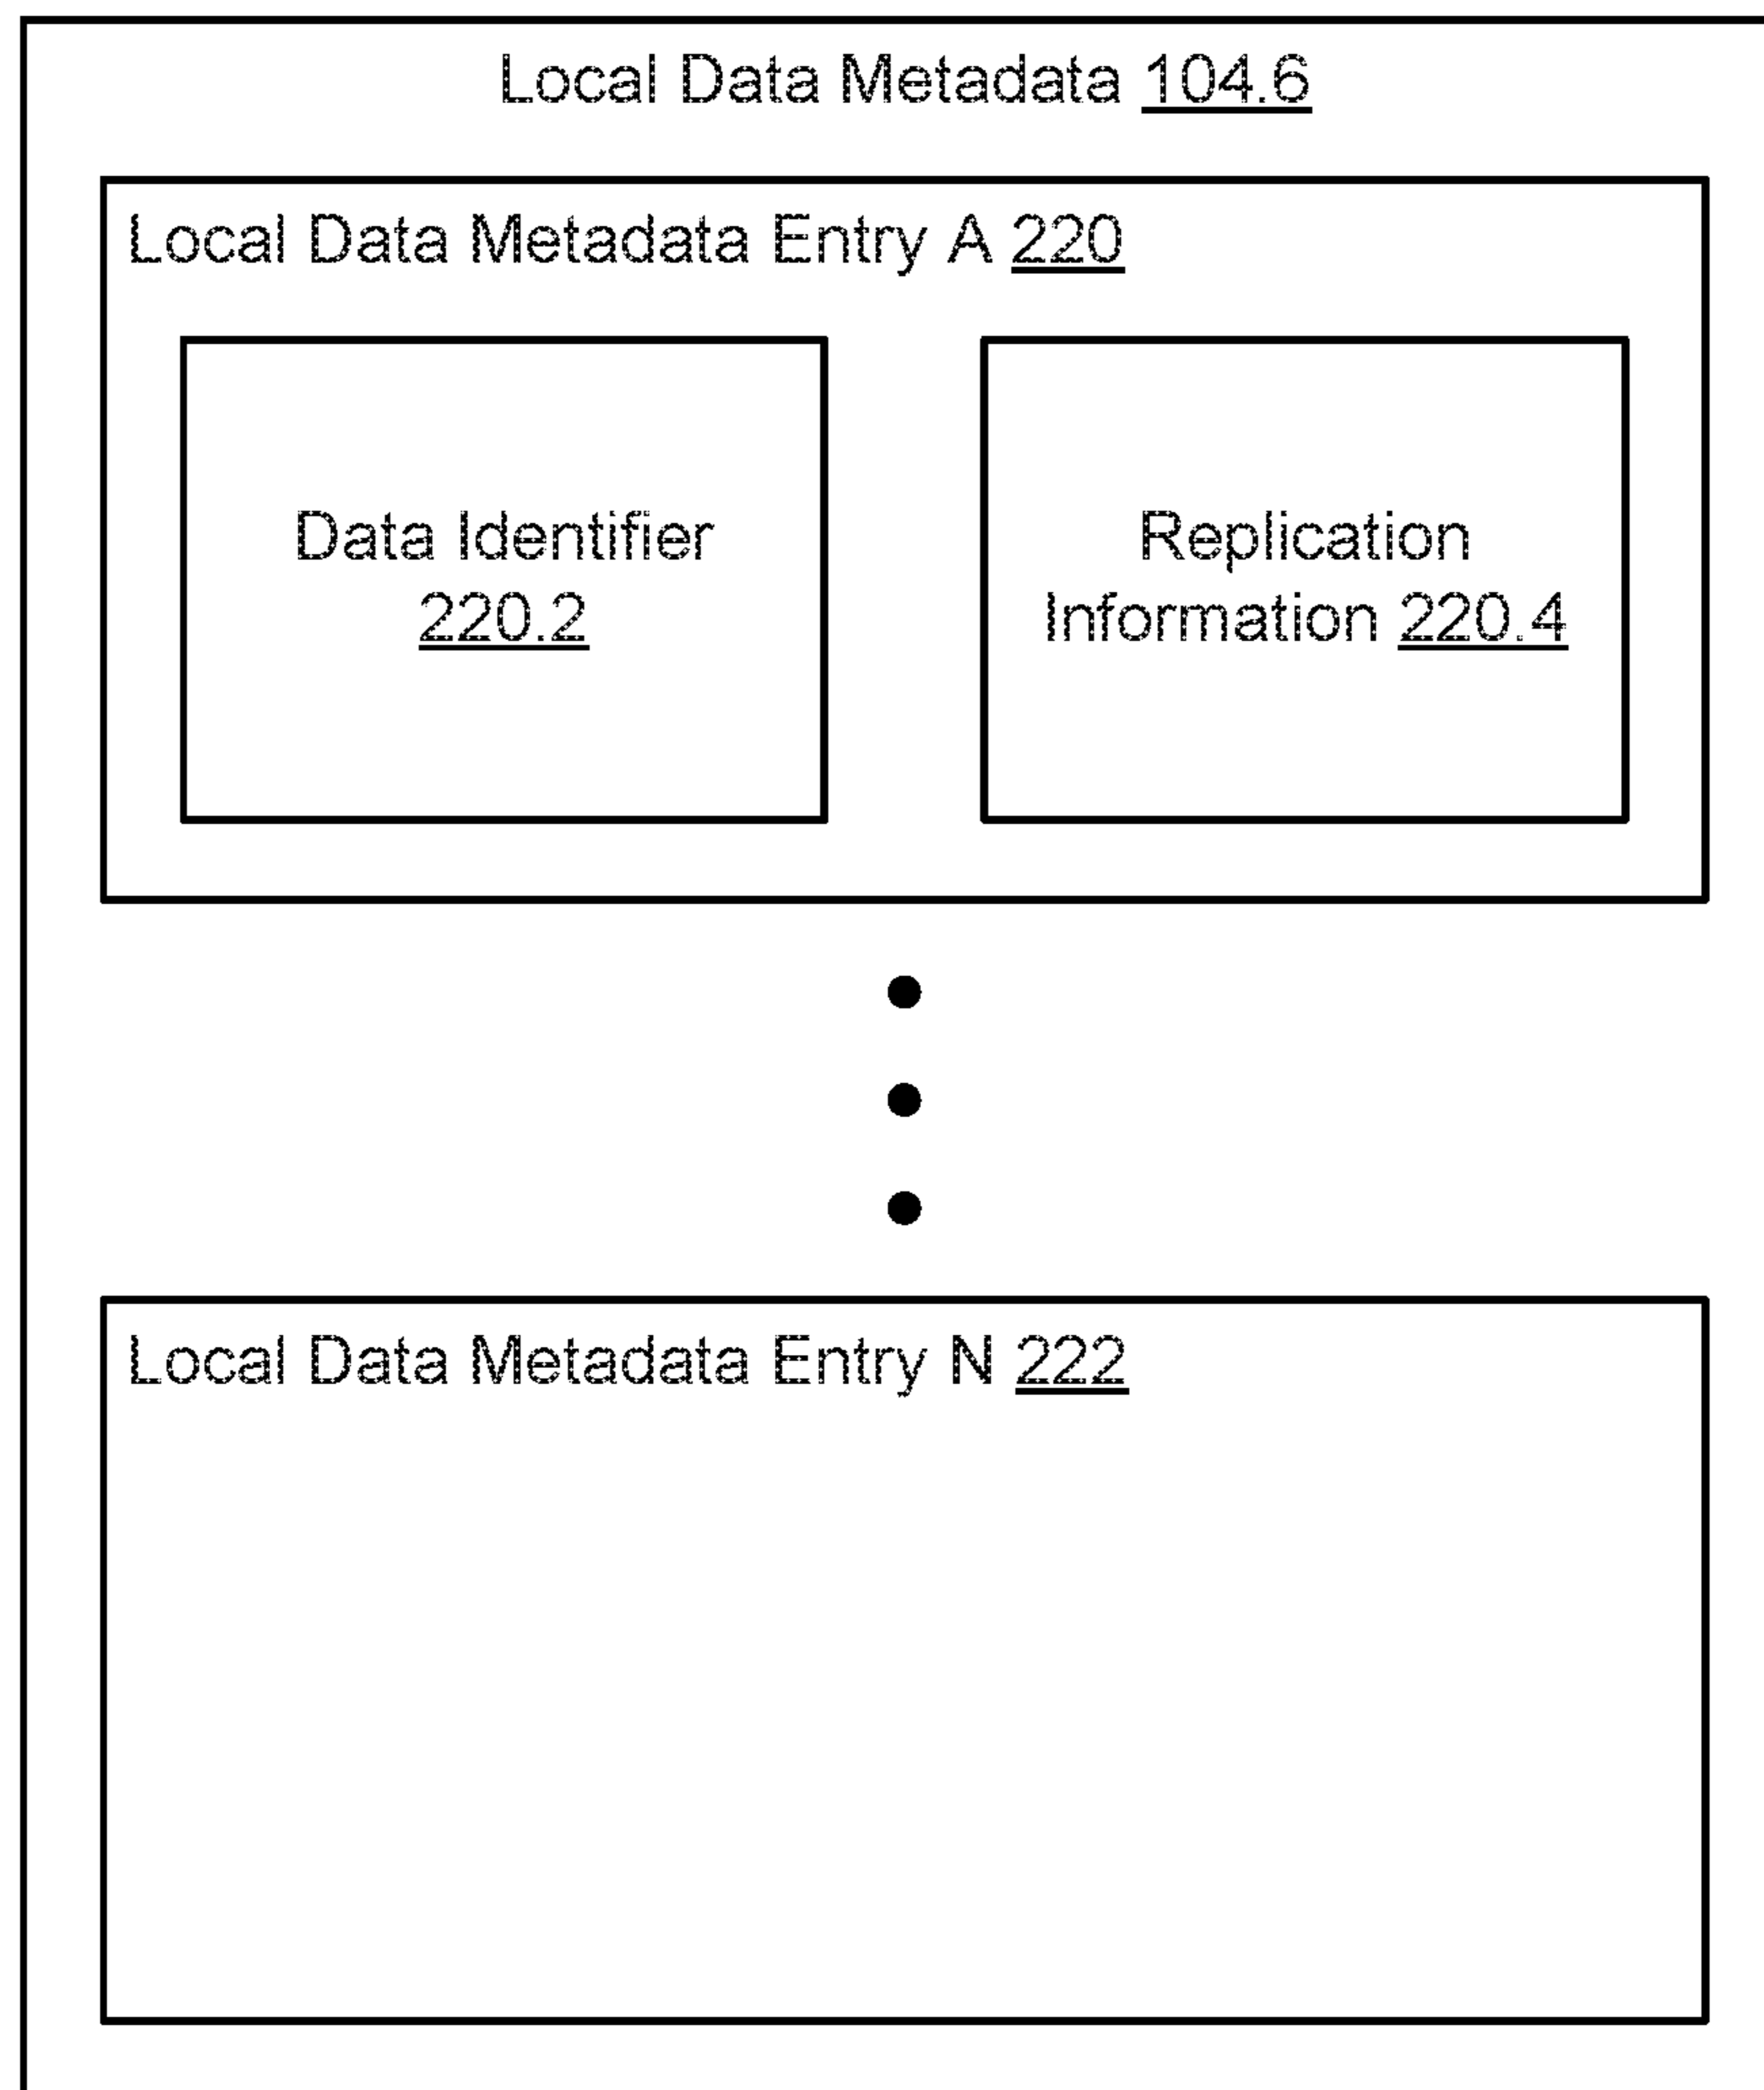 Local Data Metadata 104.6
Local Data Metadata Entry A 220
Data Identifier
220.2
Replication
Information 220.4
Local Data Metadata Entry N 222